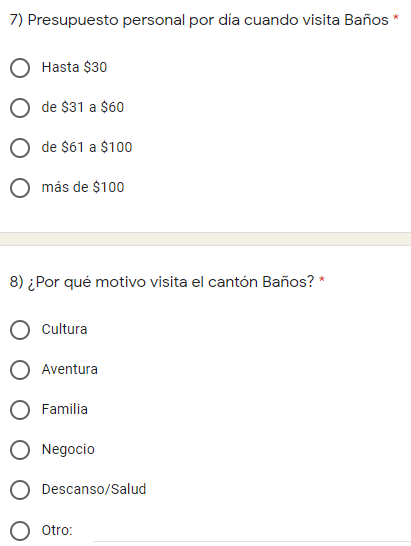 7) Presupuesto personal por día cuando visita Baños *
Hasta $30
de $31 a $60
de $61 a $100
más de $100
8) ¿Por qué motivo visita el cantón Baños? *
Cultura
Aventura
Familia
Negocio
Descanso/Salud
Otro: